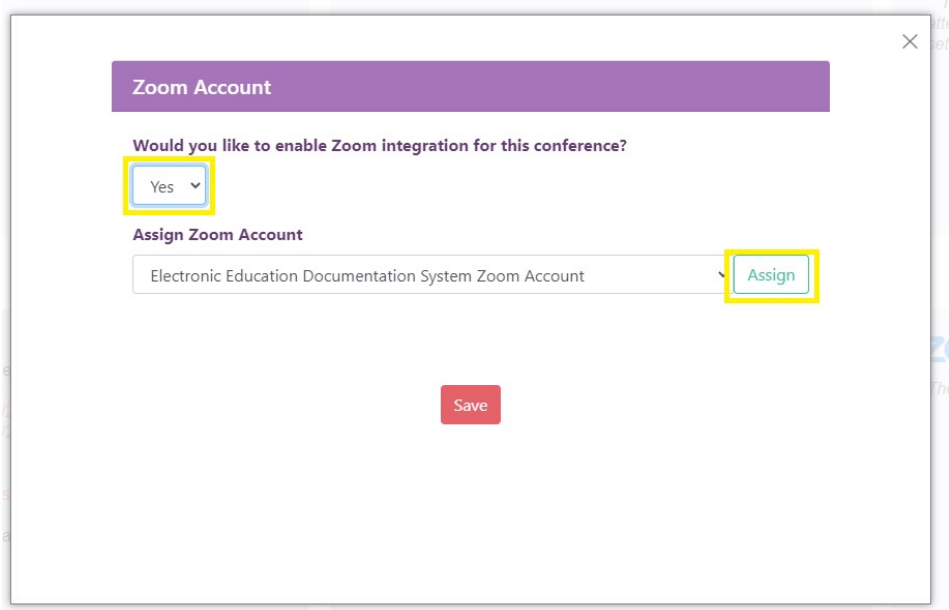 Zoom Account
Would you like to enable Zoom integration for this conference?
Yes
Assign Zoom Account
Electronic Education Documentation System Zoom Account
Assign
Save